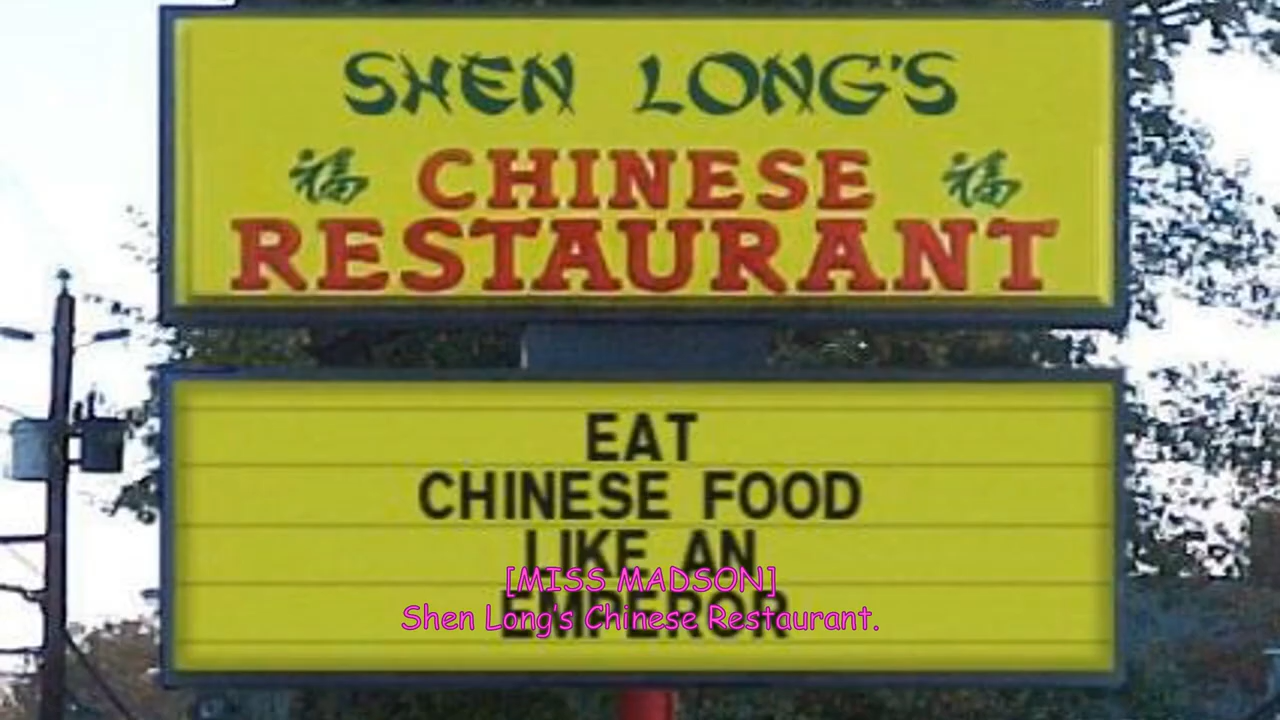 SHEN LONG'S
福 CHINESE 福
RESTAURANT
EAT
CHINESE FOOD
LIKE AN
EMPEROR
[MISS MADSON]
Shen Long's Chinese Restaurant.